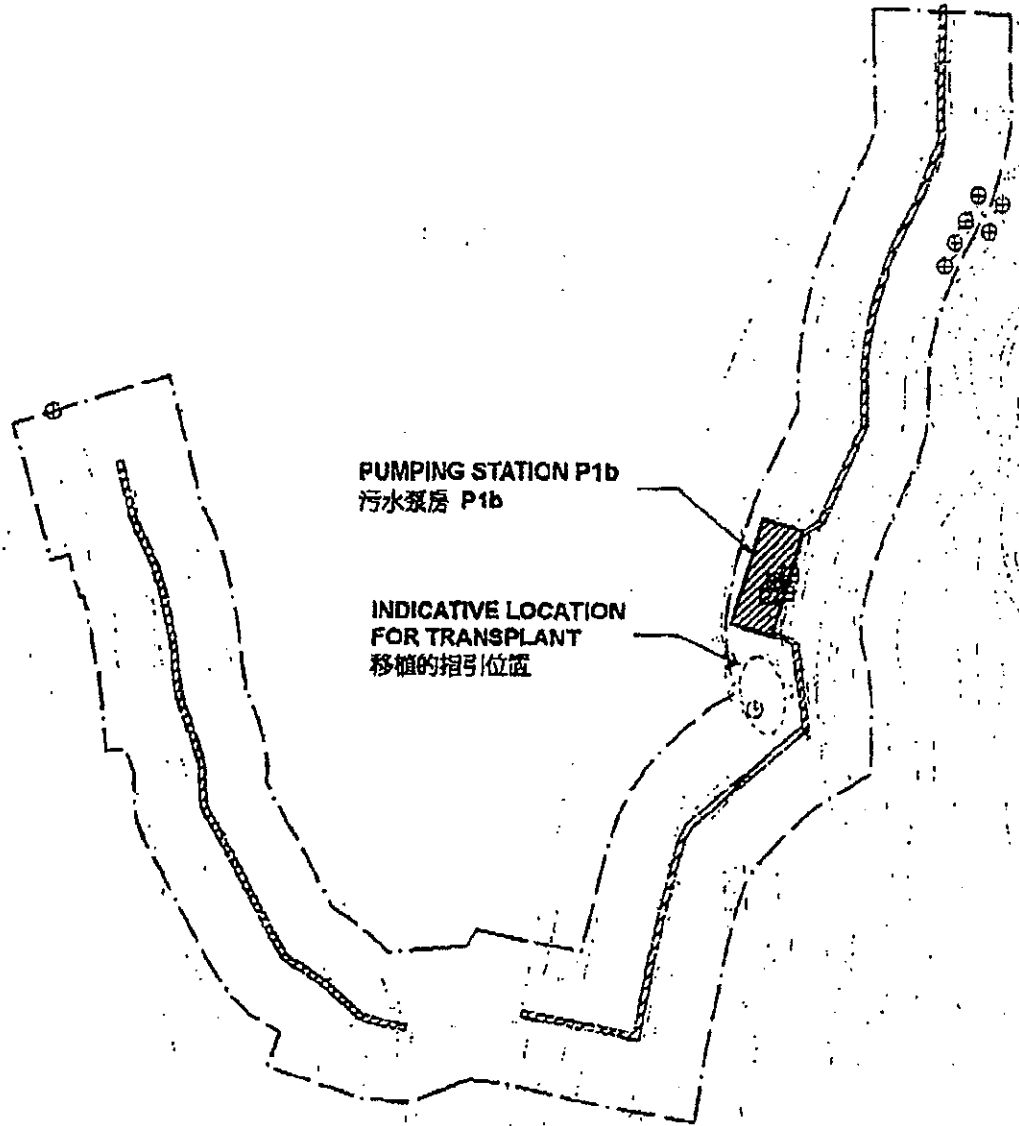 PUMPING STATION P1b
污水泵房 P1b
INDICATIVE LOCATION
FOR TRANSPLANT
移植的指引位置